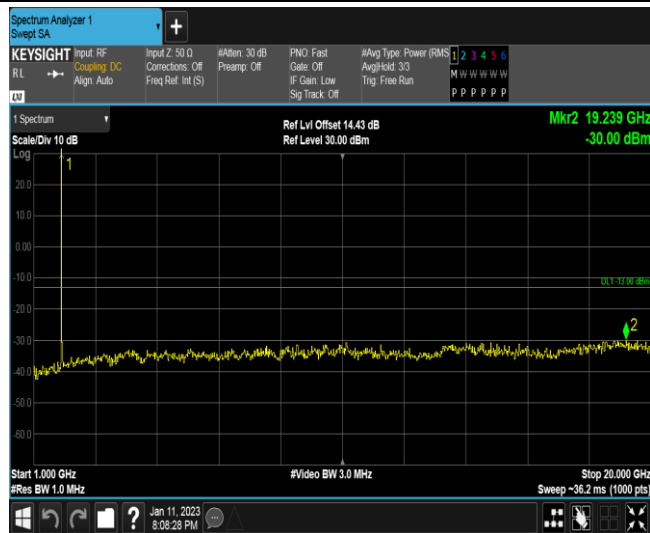 Spectrum Analyzer 1
Swept SA
KEYSIGHT
RL
Input: RF
Coupling: DC
Align: Auto
Input Z: 50 Ω
Corrections: Off
Freq Ref: Int (S)
#Atten: 30 dB
Preamp: Off
PNO: Fast
Gate: Off
IF Gain: Low
Sig Track: Off
#Avg Type: Power (RMS
Avg|Hold: 3/3
Trig: Free Run
1 2 3 4 5 6
M W W W W W
P P P P P P
1 Spectrum
Scale/Div 10 dB
Ref Lvl Offset 14.43 dB
Ref Level 30.00 dBm
Mkr2 19.239 GHz
-30.00 dBm
Log
1
20.0
10.0
0.00
-10.0
DL1 -13.00 dBm
-20.0
-30.0
2
-40.0
-50.0
-60.0
Start 1.000 GHz
#Video BW 3.0 MHz
Stop 20.000 GHz
#Res BW 1.0 MHz
Sweep ~36.2 ms (1000 pts)
?
Jan 11, 2023
8:08:28 PM